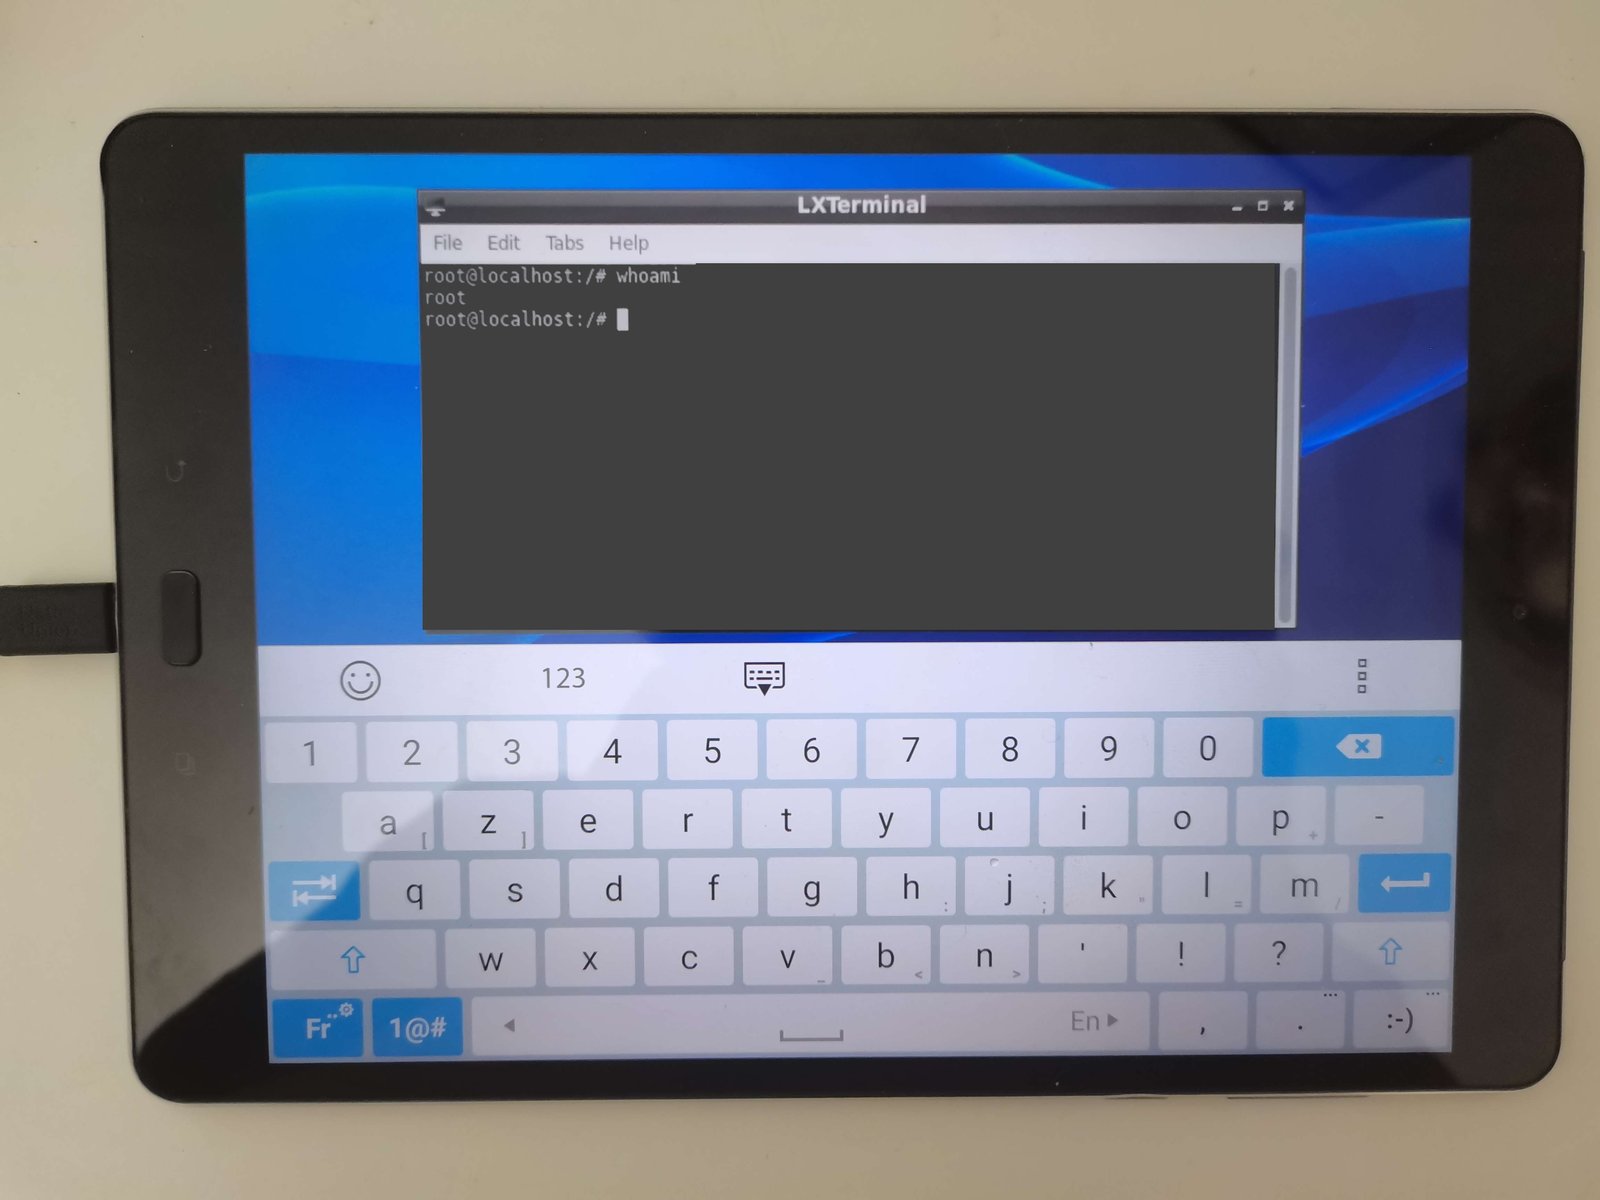 LXTerminal
File Edit Tabs Help
root@localhost:/# whoami
root
root@localhost:/#
123
1 2 3 4 5 6 7 8 9 0
a [ z ] e r t y u i o p + -
q s d f g h : j ; k " l = m /
w x c v _ b < n > ' ! ?
Fr 1@# En , . ... :-) ...